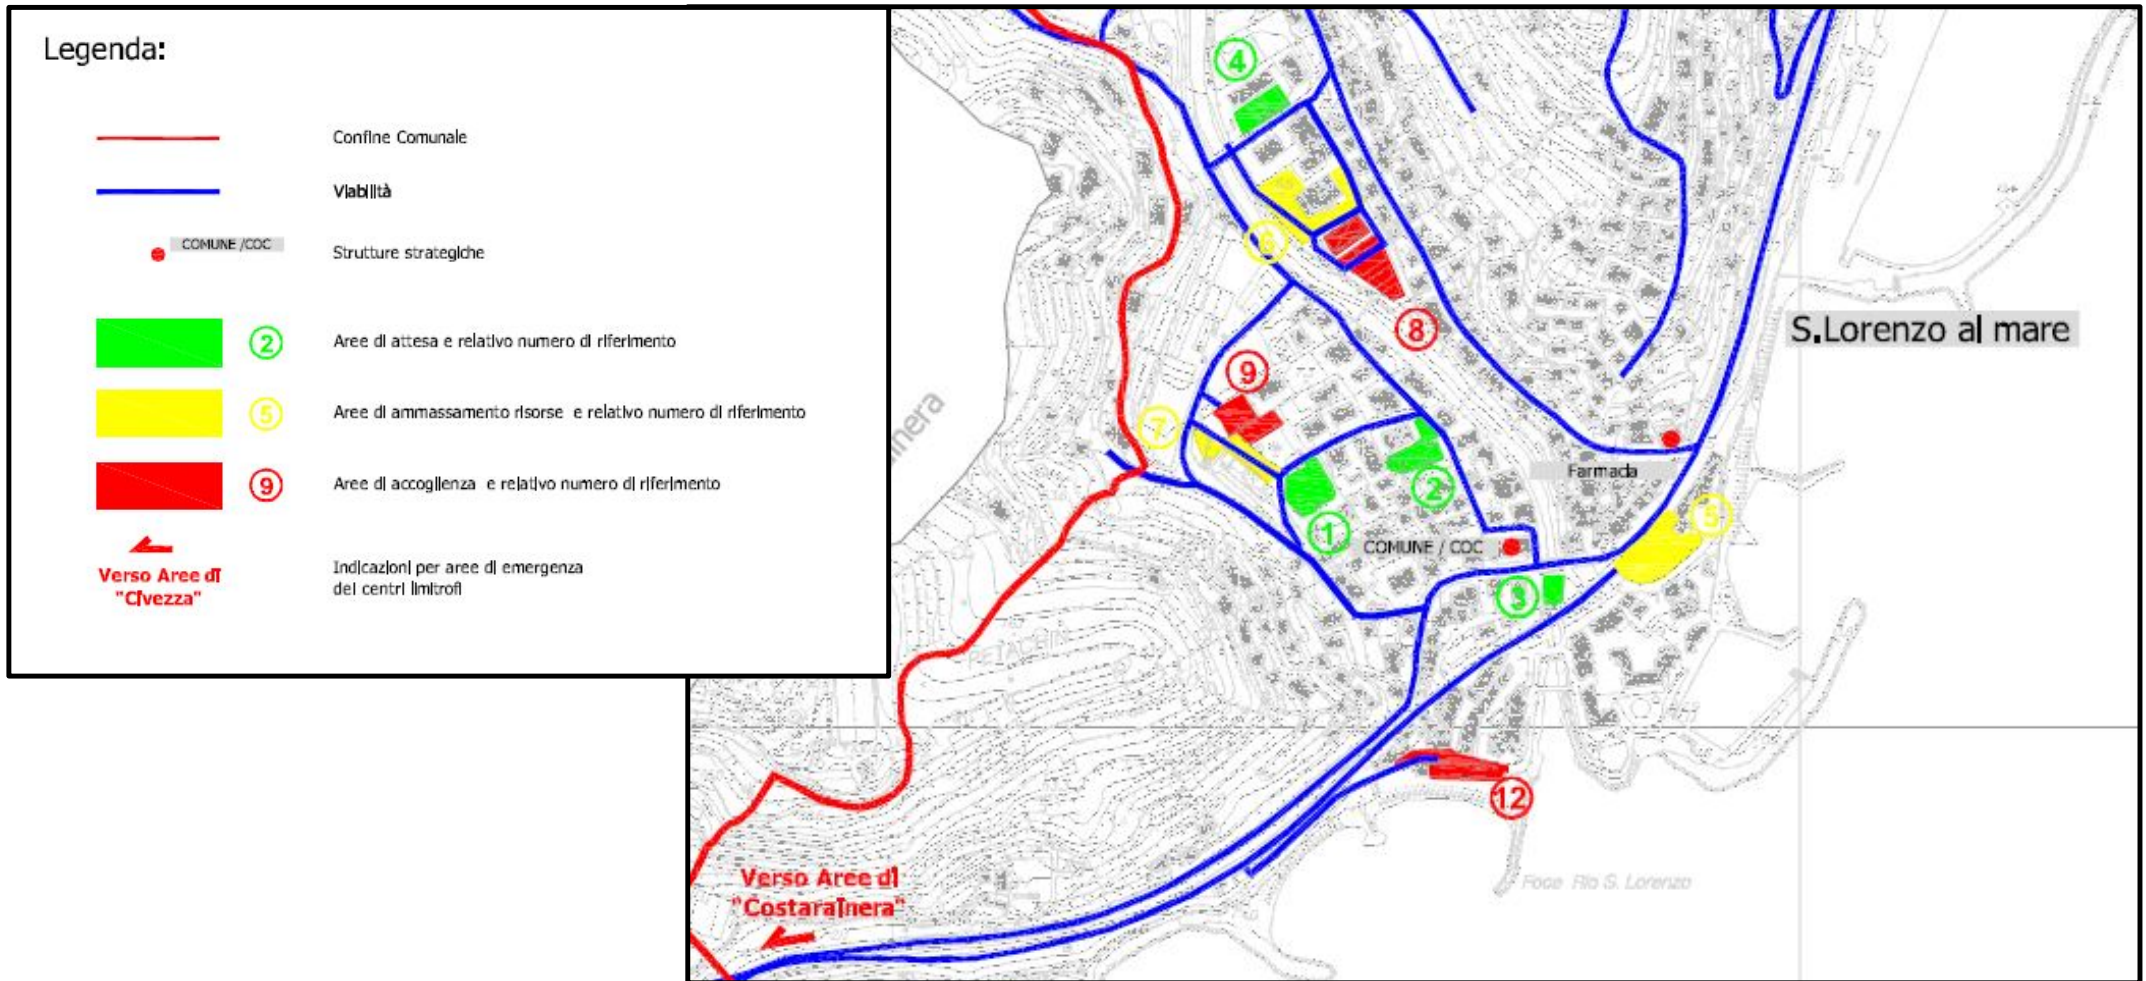 Legenda:
Confine Comunale
Viabilità
COMUNE /COC
Strutture strategiche
2
Aree di attesa e relativo numero di riferimento
5
Aree di ammassamento risorse e relativo numero di riferimento
9
Aree di accoglienza e relativo numero di riferimento
Verso Aree di
"Civezza"
Indicazioni per aree di emergenza
dei centri limitrofi
4
6
8
S.Lorenzo al mare
9
7
2
Farmacia
1
COMUNE / COC
5
3
12
Verso Aree di
"Costarainera"
Foce Rio S. Lorenzo